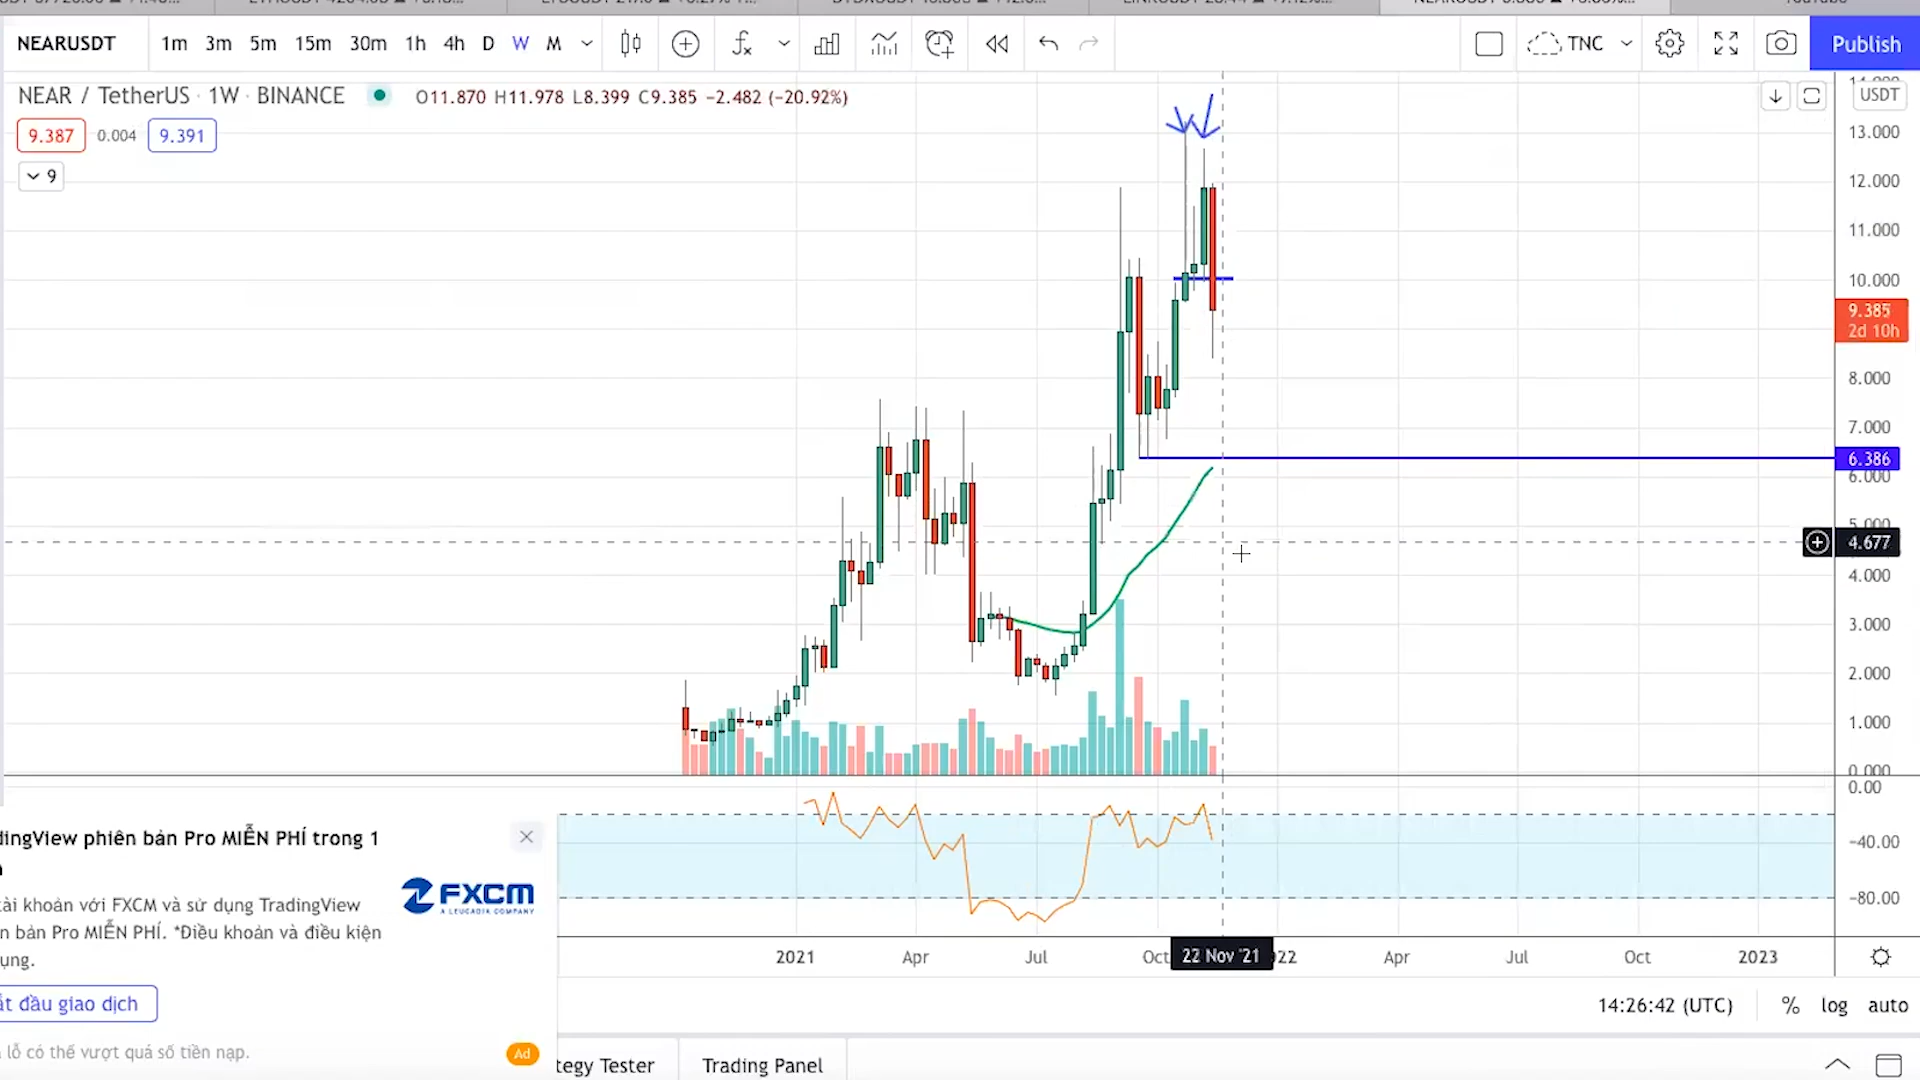 NEARUSDT 1m 3m 5m 15m 30m 1h 4h D W M TNC Publish
NEAR / TetherUS · 1W · BINANCE O11.870 H11.978 L8.399 C9.385 −2.482 (−20.92%)
USDT
9.387 0.004 9.391
9
13.000
12.000
11.000
10.000
9.385
2d 10h
8.000
7.000
6.386
6.000
5.000
4.677
4.000
3.000
2.000
1.000
0.000
0.00
−40.00
−80.00
2021 Apr Jul Oct 22 Nov '21 Apr Jul Oct 2023
dingView phiên bản Pro MIỄN PHÍ trong 1
FXCM
A LEUCADIA COMPANY
tài khoản với FXCM và sử dụng TradingView
n bản Pro MIỄN PHÍ. *Điều khoản và điều kiện
ụng.
ắt đầu giao dịch
lỗ có thể vượt quá số tiền nạp.
Ad
14:26:42 (UTC) % log auto
tegy Tester Trading Panel